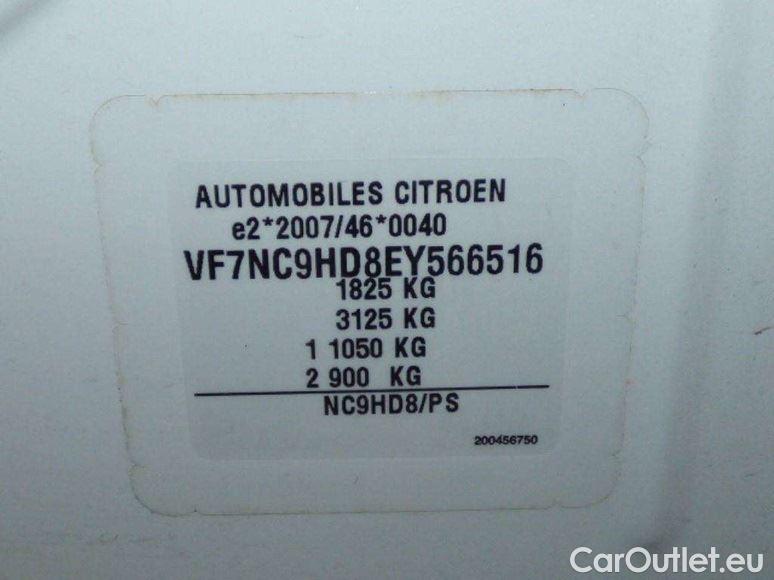 AUTOMOBILES CITROEN
e2*2007/46*0040
VF7NC9HD8EY566516
1825 KG
3125 KG
1 1050 KG
2 900 KG
NC9HD8/PS
200456750
CarOutlet.eu